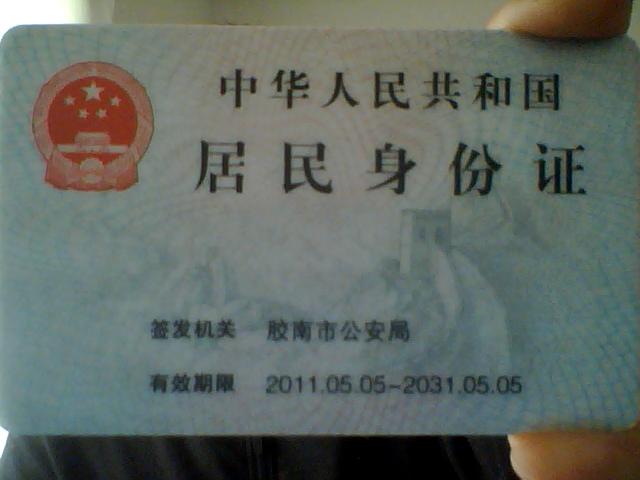 中华人民共和国
居民身份证
签发机关 胶南市公安局
有效期限 2011.05.05-2031.05.05